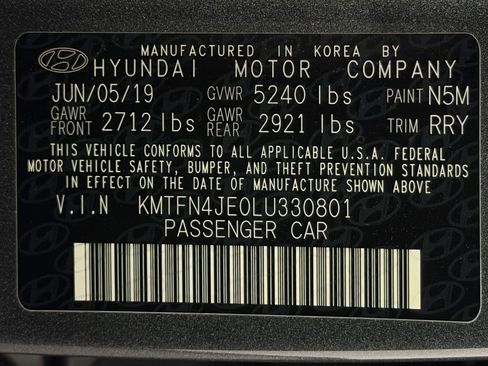 MANUFACTURED IN KOREA BY
HYUNDAI MOTOR COMPANY
JUN/05/19 GVWR 5240 lbs PAINT N5M
GAWR FRONT 2712 lbs GAWR REAR 2921 lbs TRIM RRY
THIS VEHICLE CONFORMS TO ALL APPLICABLE U.S.A. FEDERAL
MOTOR VEHICLE SAFETY, BUMPER, AND THEFT PREVENTION STANDARDS
IN EFFECT ON THE DATE OF MANUFACTURE SHOWN ABOVE.
V.I.N KMTFN4JE0LU330801
PASSENGER CAR